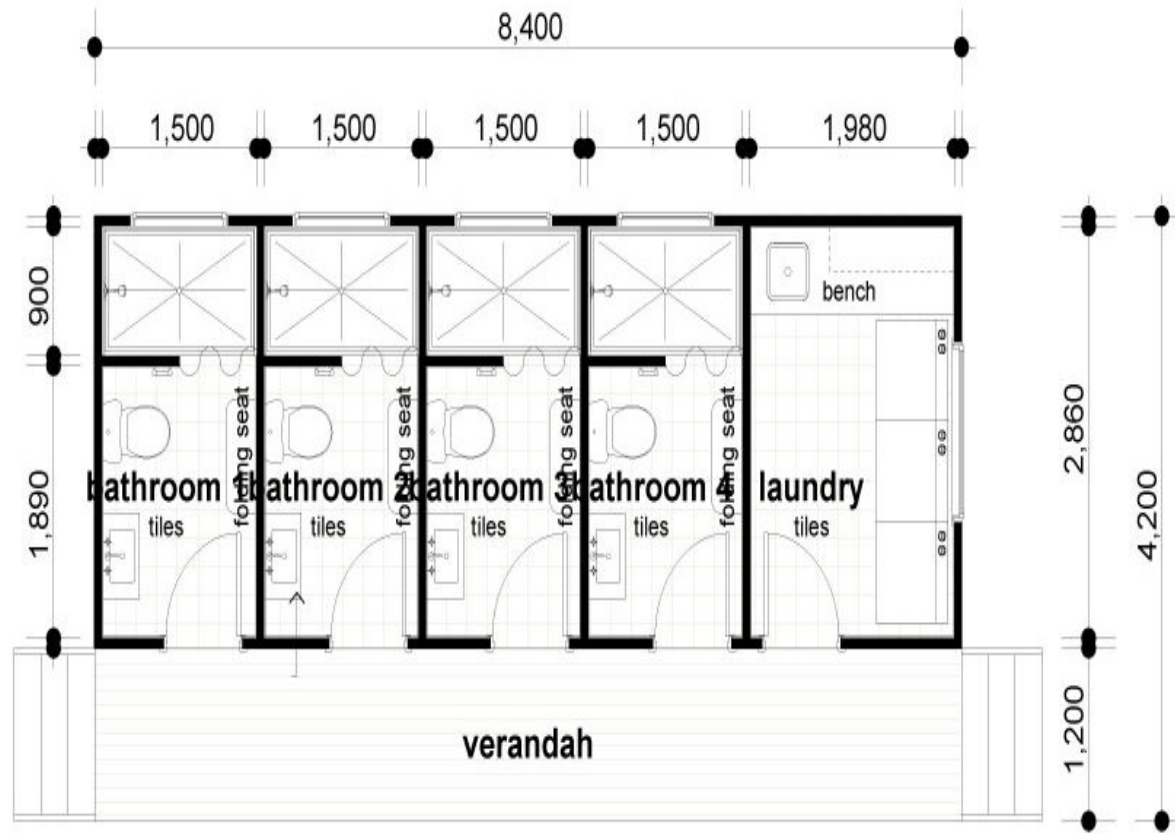 8,400
1,500 1,500 1,500 1,500 1,980
900
bench
2,860
folding seat folding seat folding seat folding seat
bathroom 1 bathroom 2 bathroom 3 bathroom 4 laundry
tiles tiles tiles tiles tiles
1,890
4,200
verandah
1,200